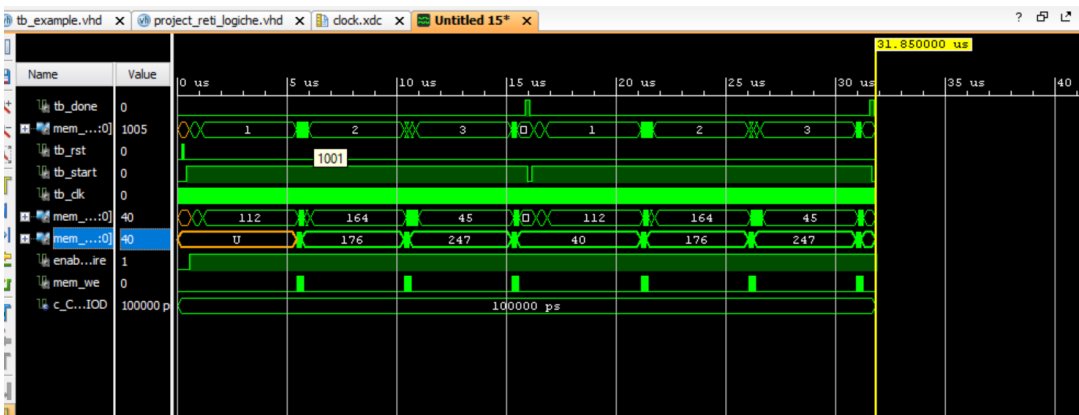 tb_example.vhd x project_reti_logiche.vhd x clock.xdc x Untitled 15* x ?
31.850000 us
Name Value 0 us 5 us 10 us 15 us 20 us 25 us 30 us 35 us 40
tb_done 0
mem_...:0] 1005 1 2 3 1 2 3
tb_rst 0
1001
tb_start 0
tb_clk 0
mem_...:0] 40 112 164 45 112 164 45
mem_...:0] 40 U 176 247 40 176 247
enab...ire 1
mem_we 0
c_C...IOD 100000 p 100000 ps